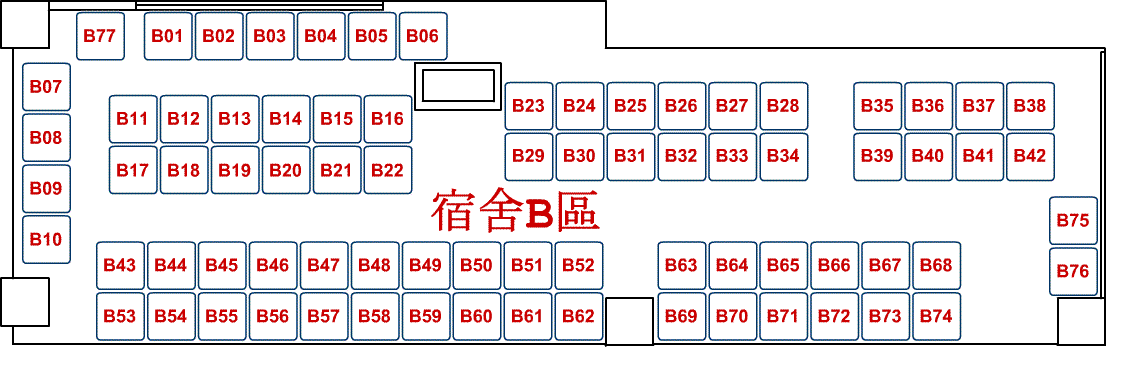 B77 B01 B02 B03 B04 B05 B06
B07
B08
B09
B10
B11 B12 B13 B14 B15 B16
B17 B18 B19 B20 B21 B22
B23 B24 B25 B26 B27 B28
B29 B30 B31 B32 B33 B34
B35 B36 B37 B38
B39 B40 B41 B42
宿舍B區
B75
B76
B43 B44 B45 B46 B47 B48 B49 B50 B51 B52
B53 B54 B55 B56 B57 B58 B59 B60 B61 B62
B63 B64 B65 B66 B67 B68
B69 B70 B71 B72 B73 B74